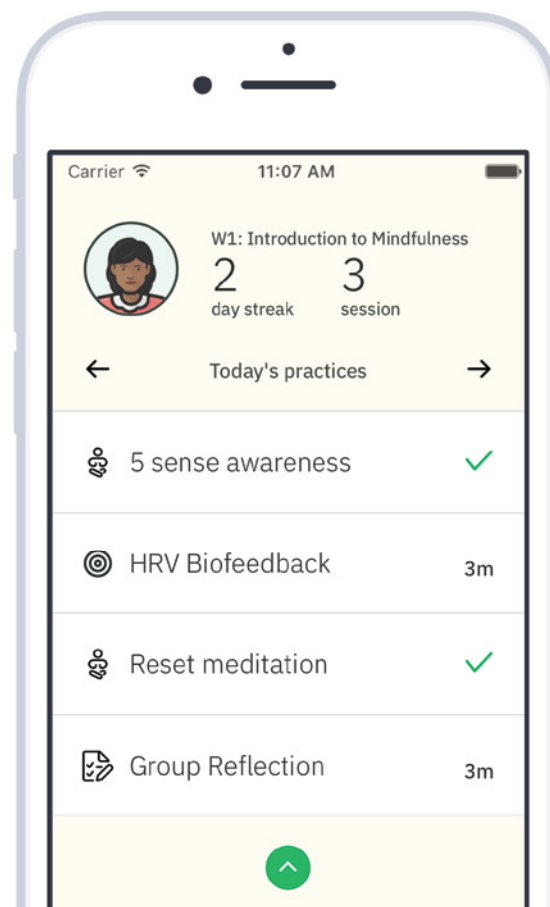 Carrier 11:07 AM
W1: Introduction to Mindfulness
2 3
day streak session
Today's practices
5 sense awareness
HRV Biofeedback 3m
Reset meditation
Group Reflection 3m